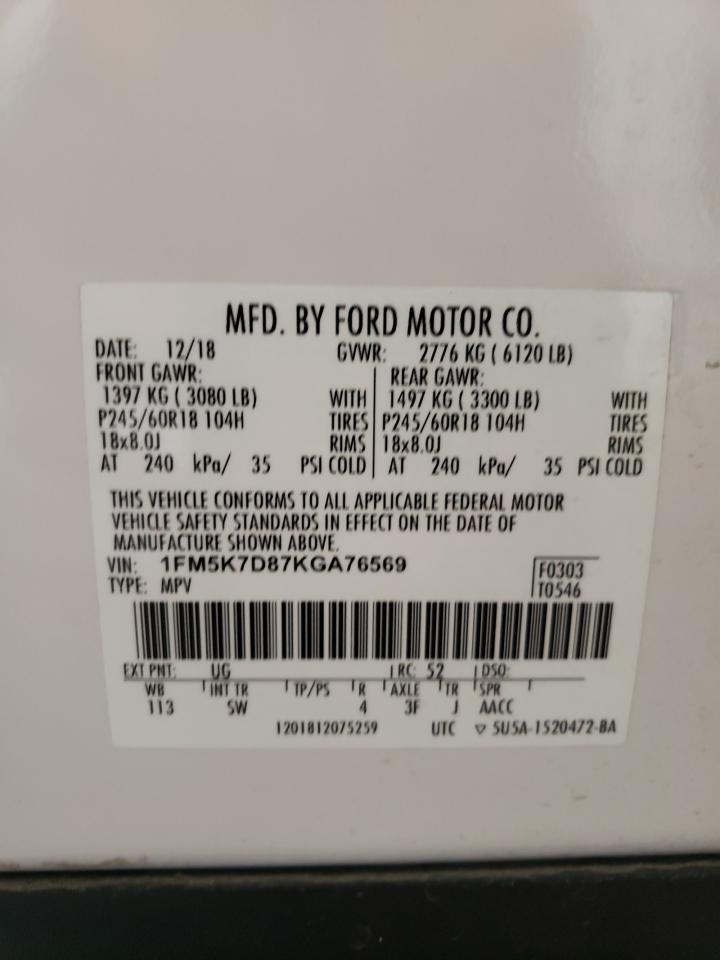 MFD. BY FORD MOTOR CO.
DATE: 12/18 GVWR: 2776 KG ( 6120 LB)
FRONT GAWR: REAR GAWR:
1397 KG ( 3080 LB) WITH 1497 KG ( 3300 LB) WITH
P245/60R18 104H TIRES P245/60R18 104H TIRES
18x8.0J RIMS 18x8.0J RIMS
AT 240 kPa/ 35 PSI COLD AT 240 kPa/ 35 PSI COLD
THIS VEHICLE CONFORMS TO ALL APPLICABLE FEDERAL MOTOR
VEHICLE SAFETY STANDARDS IN EFFECT ON THE DATE OF
MANUFACTURE SHOWN ABOVE.
VIN: 1FM5K7D87KGA76569 F0303
TYPE: MPV T0546
EXT PNT: UG RC: 52 DSO:
WB INT TR TP/PS R AXLE TR SPR
113 SW 4 3F J AACC
1201812075259 UTC ▽ 5U5A-1520472-BA